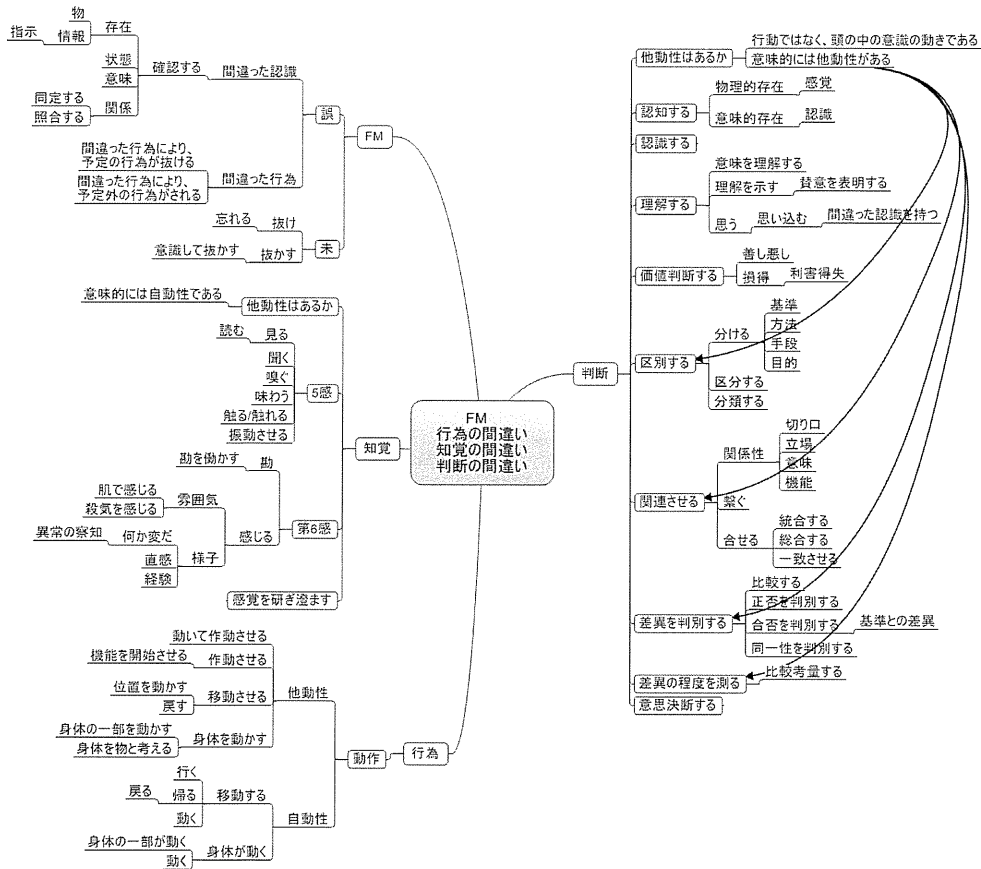 FM
行為の間違い
知覚の間違い
判断の間違い
FM
誤
間違った認識
確認する
存在
物
情報
指示
状態
意味
関係
同定する
照合する
間違った行為
間違った行為により、
予定の行為が抜ける
間違った行為により、
予定外の行為がされる
未
抜け
忘れる
抜かす
意識して抜かす
知覚
他動性はあるか
意味的には自動性である
5感
見る
読む
聞く
嗅ぐ
味わう
触る/触れる
振動させる
第6感
勘
勘を働かす
感じる
雰囲気
肌で感じる
殺気を感じる
様子
何か変だ
異常の察知
直感
経験
感覚を研ぎ澄ます
行為
動作
他動性
動いて作動させる
作動させる
機能を開始させる
移動させる
位置を動かす
戻す
身体を動かす
身体の一部を動かす
身体を物と考える
自動性
移動する
行く
帰る
戻る
動く
身体が動く
身体の一部が動く
動く
判断
他動性はあるか
行動ではなく、頭の中の意識の動きである
意味的には他動性がある
認知する
物理的存在
感覚
意味的存在
認識
認識する
理解する
意味を理解する
理解を示す
賛意を表明する
思う
思い込む
間違った認識を持つ
価値判断する
善し悪し
損得
利害得失
区別する
分ける
基準
方法
手段
目的
区分する
分類する
関連させる
関係性
切り口
立場
意味
機能
繋ぐ
合せる
統合する
総合する
一致させる
差異を判別する
比較する
正否を判別する
合否を判別する
基準との差異
同一性を判別する
差異の程度を測る
比較考量する
意思決断する